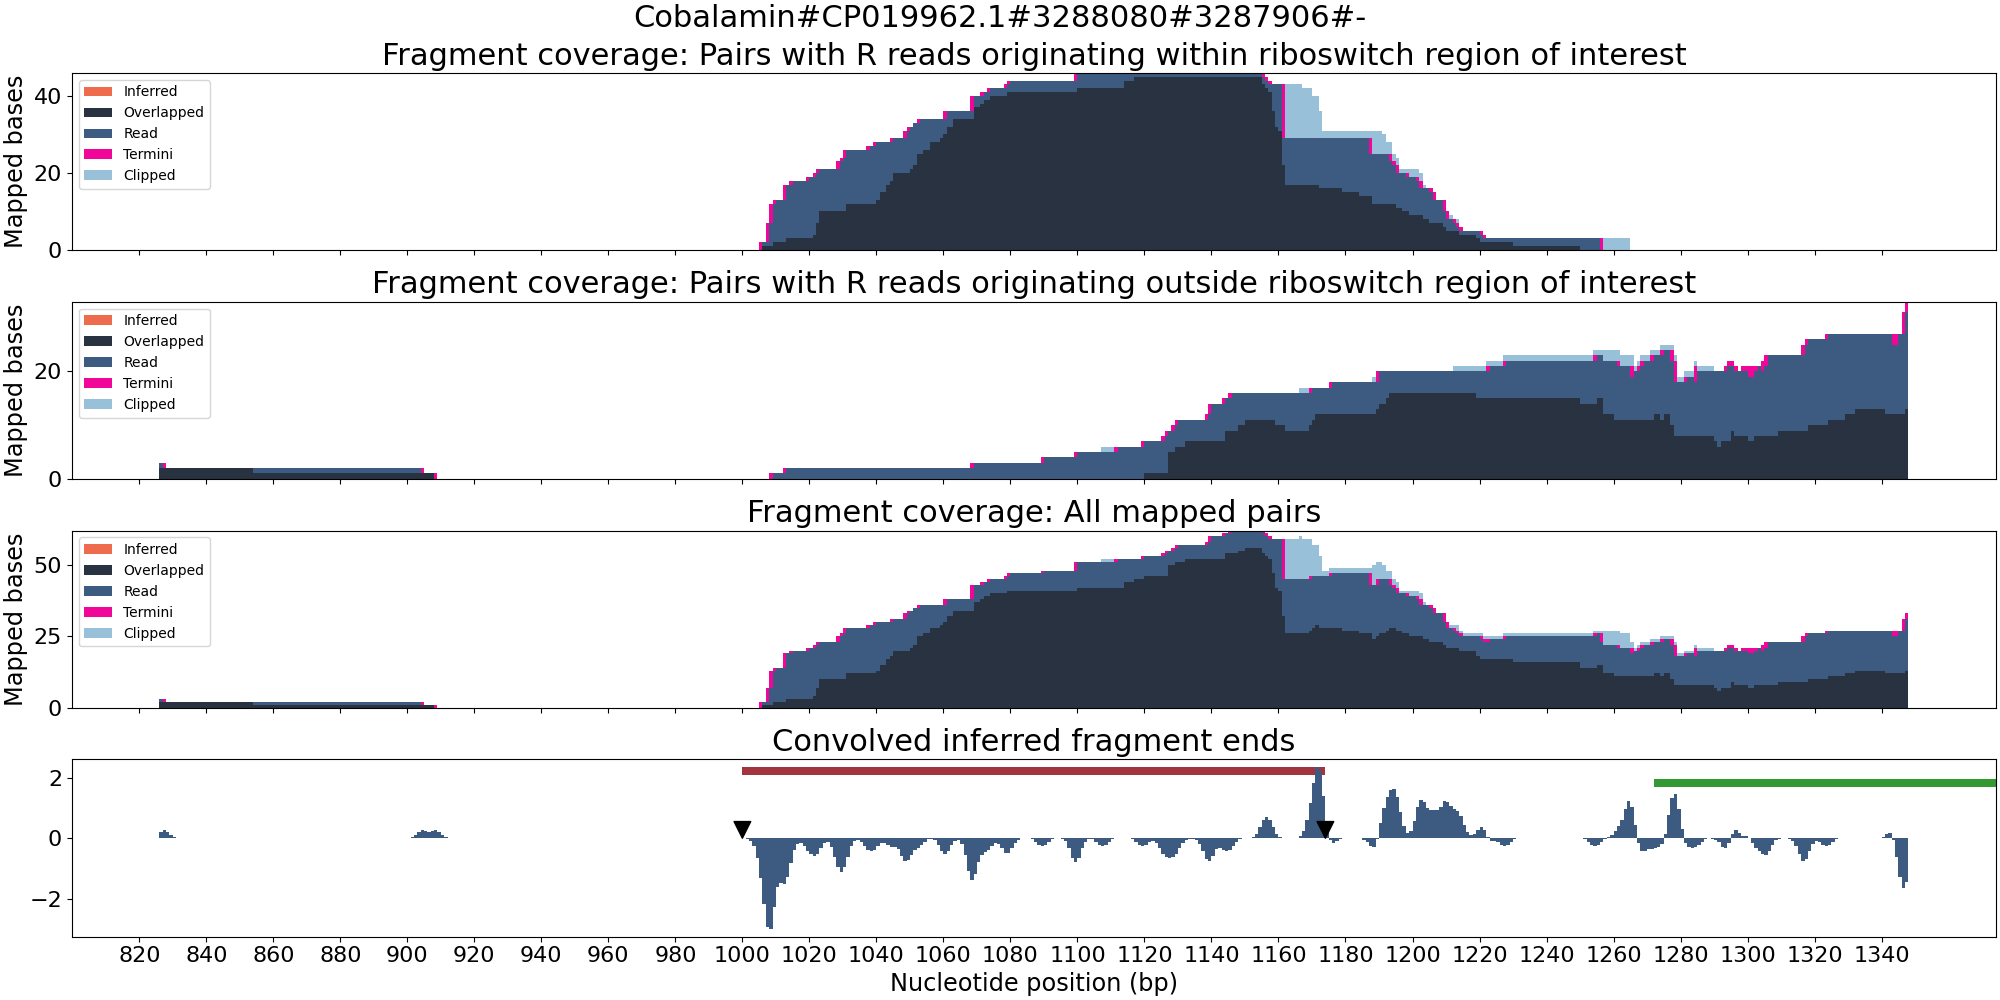 Cobalamin#CP019962.1#3288080#3287906#-
Fragment coverage: Pairs with R reads originating within riboswitch region of interest
Mapped bases
40
20
0
Inferred
Overlapped
Read
Termini
Clipped
Fragment coverage: Pairs with R reads originating outside riboswitch region of interest
Mapped bases
20
0
Inferred
Overlapped
Read
Termini
Clipped
Fragment coverage: All mapped pairs
Mapped bases
50
25
0
Inferred
Overlapped
Read
Termini
Clipped
Convolved inferred fragment ends
2
0
−2
820 840 860 880 900 920 940 960 980 1000 1020 1040 1060 1080 1100 1120 1140 1160 1180 1200 1220 1240 1260 1280 1300 1320 1340
Nucleotide position (bp)